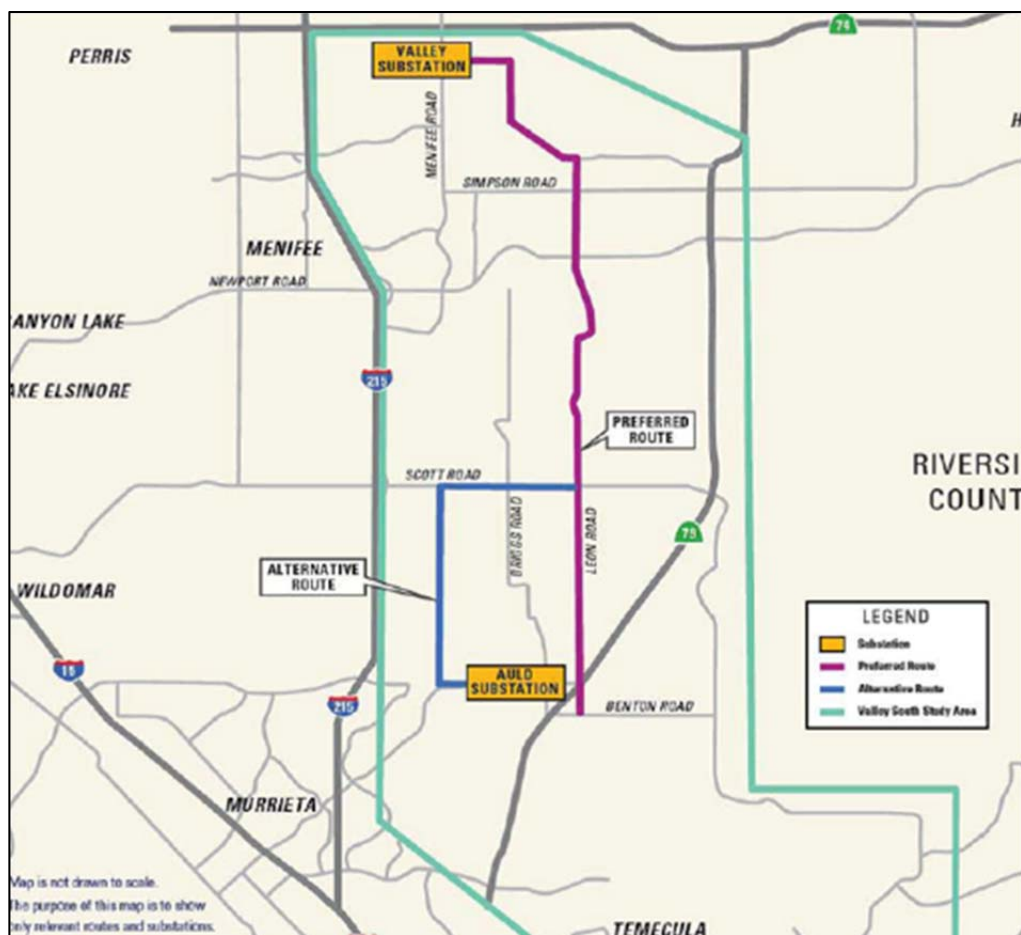 74
PERRIS
VALLEY
SUBSTATION
MENIFEE ROAD
H
SIMPSON ROAD
MENIFEE
NEWPORT ROAD
ANYON LAKE
215
AKE ELSINORE
PREFERRED
ROUTE
RIVERSI
COUNT
SCOTT ROAD
BRIGGS ROAD
LEON ROAD
79
ALTERNATIVE
ROUTE
WILDOMAR
LEGEND
Substation
Preferred Route
Alternative Route
Valley South Study Area
15
AULD
SUBSTATION
215
BENTON ROAD
MURRIETA
Map is not drawn to scale.
The purpose of this map is to show
only relevant routes and substations.
TEMECULA